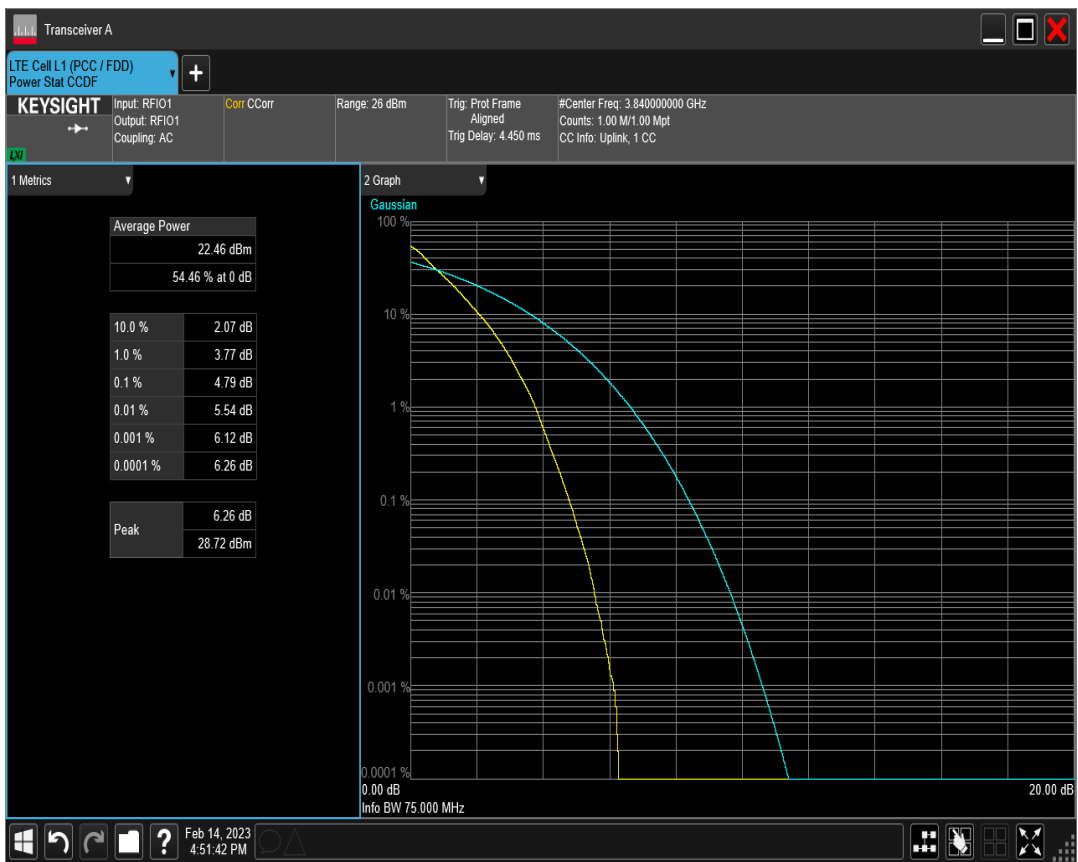 Transceiver A
LTE Cell L1 (PCC / FDD)
Power Stat CCDF
+
KEYSIGHT
LXI
Input: RFIO1
Output: RFIO1
Coupling: AC
Corr CCorr
Range: 26 dBm
Trig: Prot Frame
Aligned
Trig Delay: 4.450 ms
#Center Freq: 3.840000000 GHz
Counts: 1.00 M/1.00 Mpt
CC Info: Uplink, 1 CC
1 Metrics
Average Power
22.46 dBm
54.46 % at 0 dB
10.0 % 2.07 dB
1.0 % 3.77 dB
0.1 % 4.79 dB
0.01 % 5.54 dB
0.001 % 6.12 dB
0.0001 % 6.26 dB
Peak 6.26 dB
28.72 dBm
2 Graph
Gaussian
100 %
10 %
1 %
0.1 %
0.01 %
0.001 %
0.0001 %
0.00 dB 20.00 dB
Info BW 75.000 MHz
?
Feb 14, 2023
4:51:42 PM